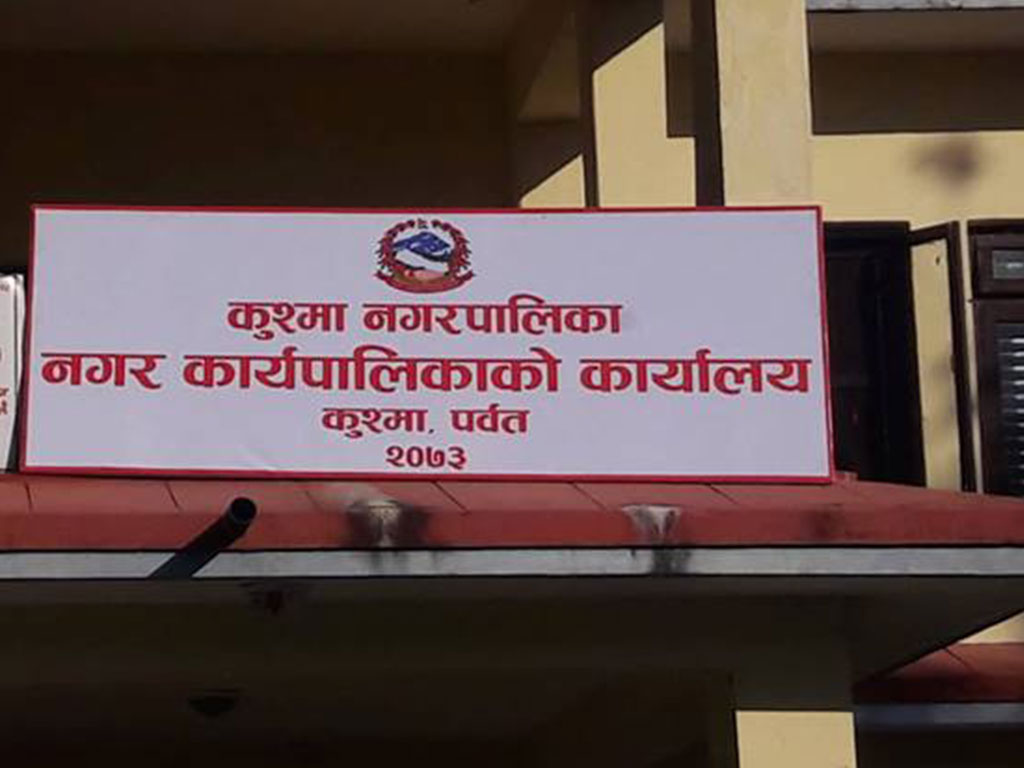 कुश्मा नगरपालिका
नगर कार्यपालिकाको कार्यालय
कुश्मा, पर्वत
२०७३